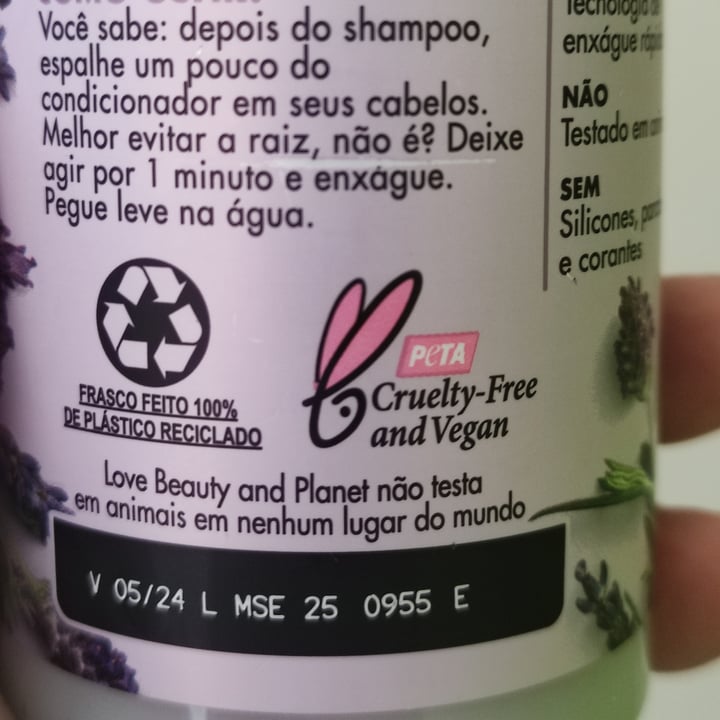 Você sabe: depois do shampoo,
espalhe um pouco do
condicionador em seus cabelos.
Melhor evitar a raiz, não é? Deixe
agir por 1 minuto e enxágue.
Pegue leve na água.
FRASCO FEITO 100%
DE PLÁSTICO RECICLADO
PeTA
Cruelty-Free
and Vegan
Love Beauty and Planet não testa
em animais em nenhum lugar do mundo
V 05/24 L MSE 25 0955 E
Tecnologia de
enxágue
NÃO
Testado em
SEM
Silicones,
e corantes